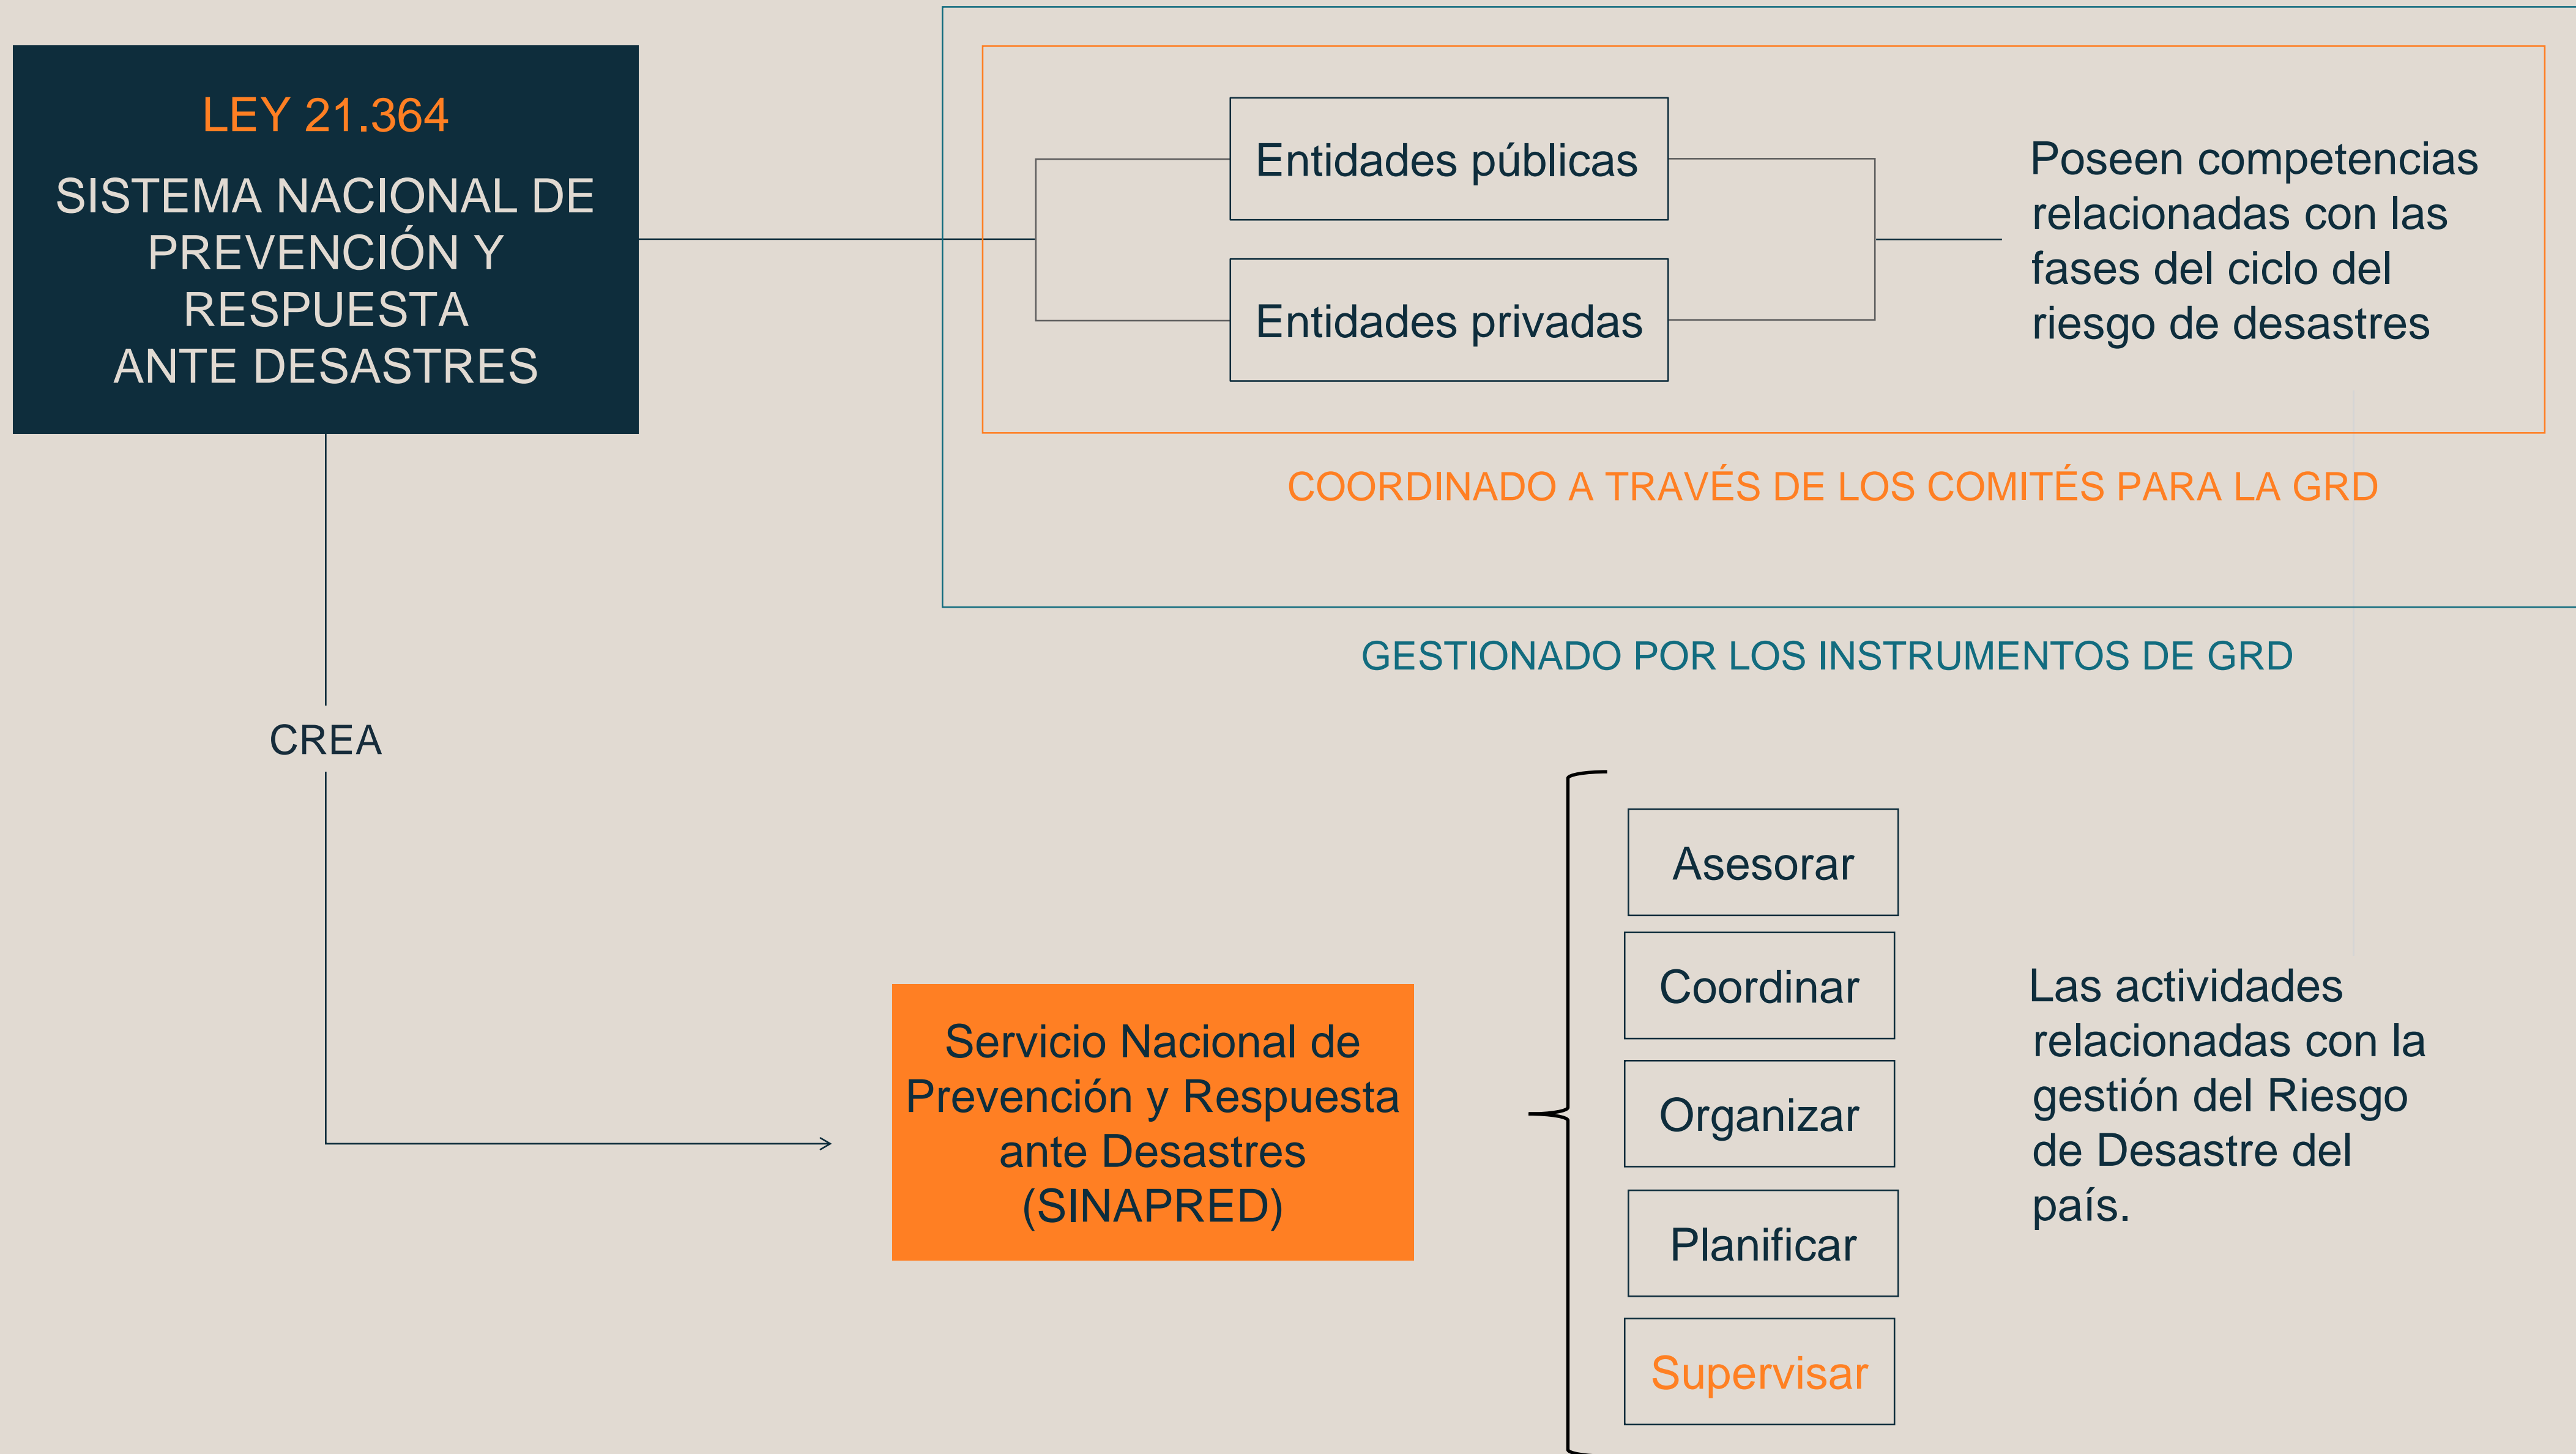 LEY 21.364
SISTEMA NACIONAL DE
PREVENCIÓN Y
RESPUESTA
ANTE DESASTRES
Entidades públicas
Entidades privadas
Poseen competencias
relacionadas con las
fases del ciclo del
riesgo de desastres
COORDINADO A TRAVÉS DE LOS COMITÉS PARA LA GRD
GESTIONADO POR LOS INSTRUMENTOS DE GRD
CREA
Servicio Nacional de
Prevención y Respuesta
ante Desastres
(SINAPRED)
Asesorar
Coordinar
Organizar
Planificar
Supervisar
Las actividades
relacionadas con la
gestión del Riesgo
de Desastre del
país.